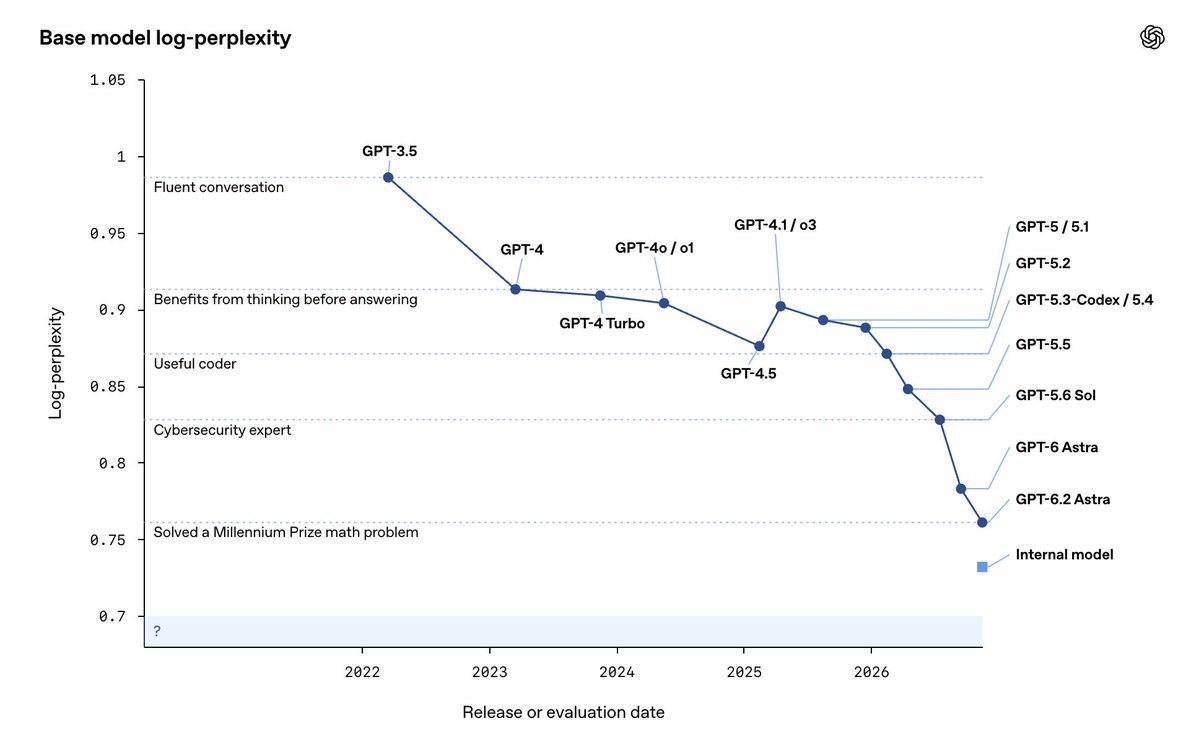 Base model log-perplexity
1.05
1
0.95
0.9
0.85
0.8
0.75
0.7
Log-perplexity
GPT-3.5
Fluent conversation
GPT-4
GPT-4o / o1
GPT-4.1 / o3
GPT-5 / 5.1
GPT-5.2
Benefits from thinking before answering
GPT-5.3-Codex / 5.4
GPT-4 Turbo
GPT-5.5
Useful coder
GPT-4.5
GPT-5.6 Sol
Cybersecurity expert
GPT-6 Astra
GPT-6.2 Astra
Solved a Millennium Prize math problem
Internal model
?
2022
2023
2024
2025
2026
Release or evaluation date